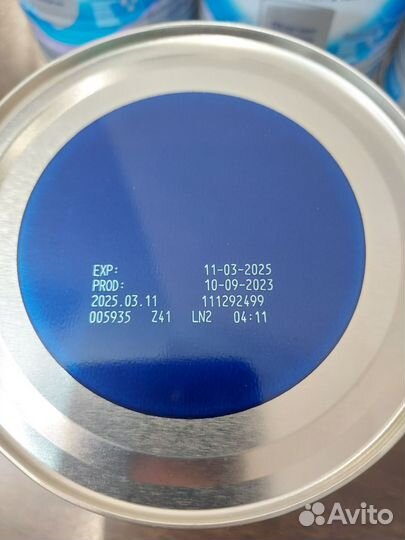 EXP: 11-03-2025
PROD: 10-09-2023
2025.03.11 111292499
005935 Z41 LN2 04:11
Avito